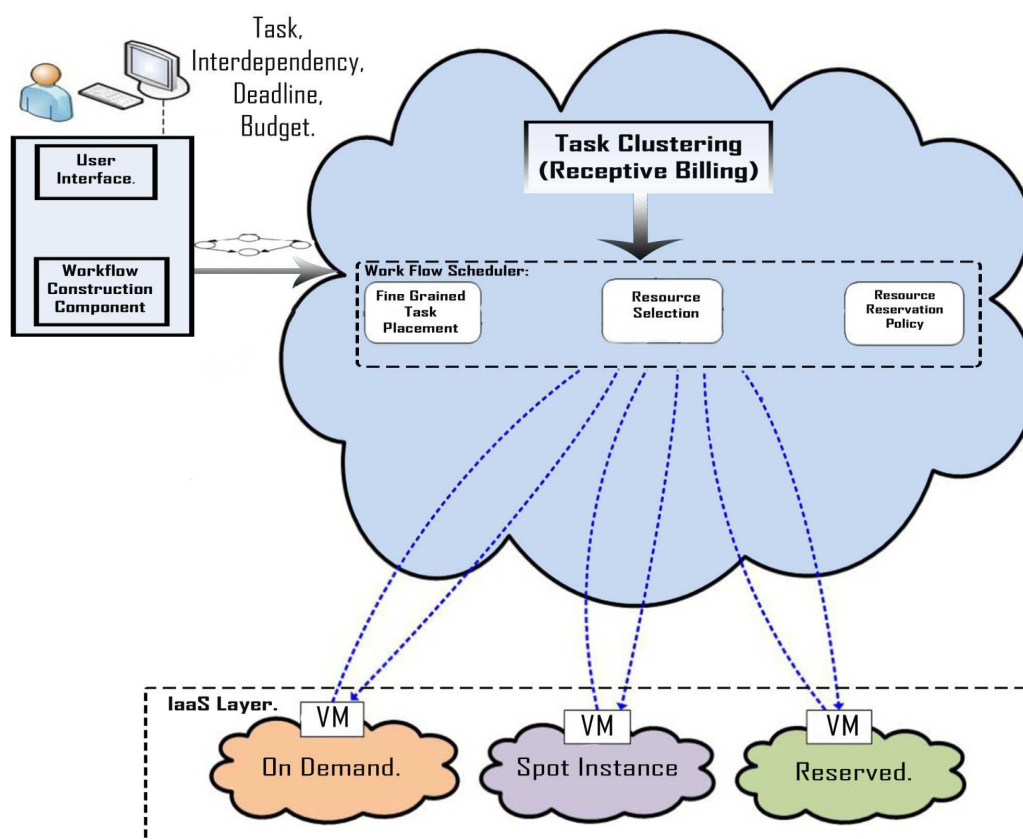 Task,
Interdependency,
Deadline,
Budget.
User
Interface.
Workflow
Construction
Component
Task Clustering
(Receptive Billing)
Work Flow Scheduler:
Fine Grained
Task
Placement
Resource
Selection
Resource
Reservation
Policy
IaaS Layer.
VM
On Demand.
VM
Spot Instance
VM
Reserved.